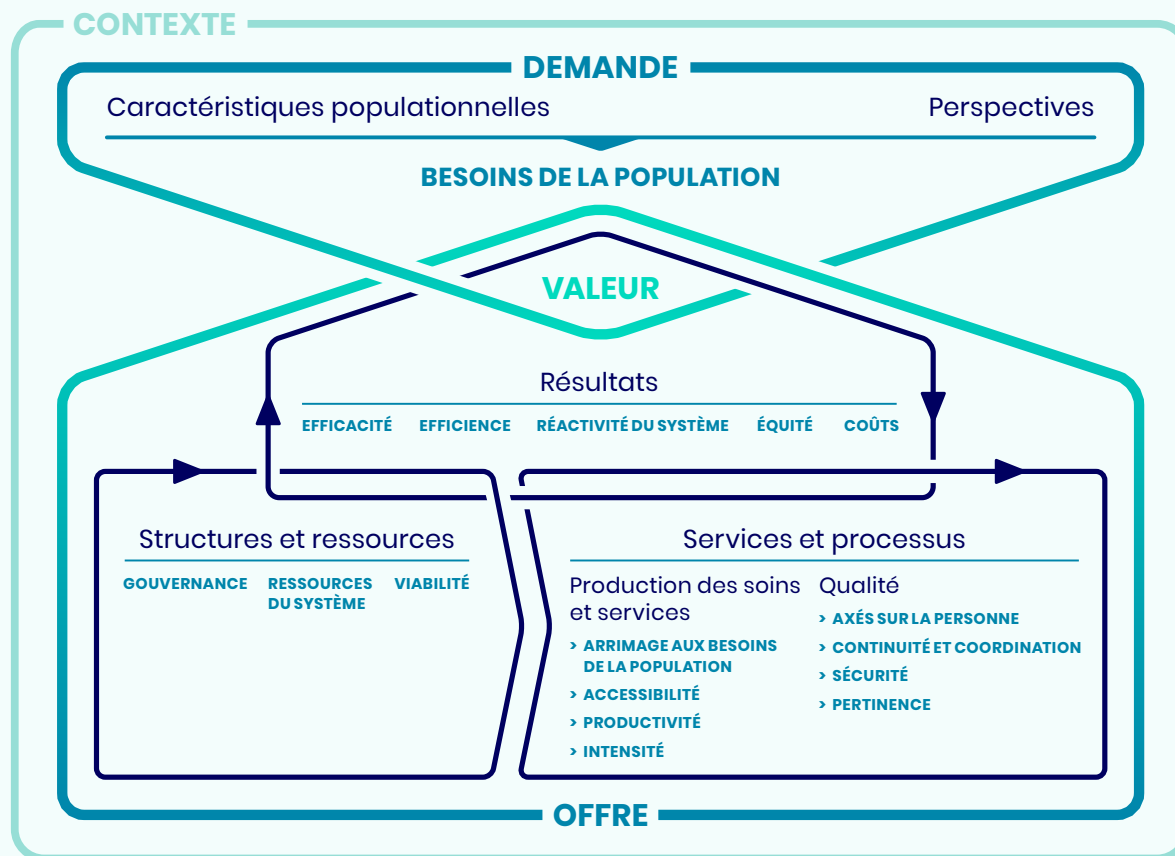 CONTEXTE
DEMANDE
Caractéristiques populationnelles
Perspectives
BESOINS DE LA POPULATION
VALEUR
Résultats
EFFICACITÉ
EFFICIENCE
RÉACTIVITÉ DU SYSTÈME
ÉQUITÉ
COÛTS
Structures et ressources
GOUVERNANCE
RESSOURCES
DU SYSTÈME
VIABILITÉ
Services et processus
Production des soins
et services
> ARRIMAGE AUX BESOINS
DE LA POPULATION
> ACCESSIBILITÉ
> PRODUCTIVITÉ
> INTENSITÉ
Qualité
> AXÉS SUR LA PERSONNE
> CONTINUITÉ ET COORDINATION
> SÉCURITÉ
> PERTINENCE
OFFRE